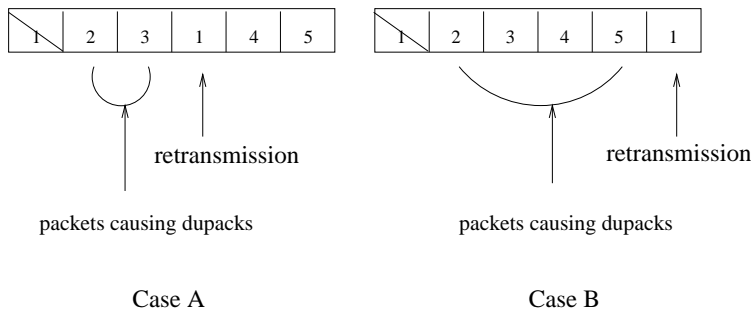 1 2 3 1 4 5
1 2 3 4 5 1
retransmission
retransmission
packets causing dupacks
packets causing dupacks
Case A
Case B